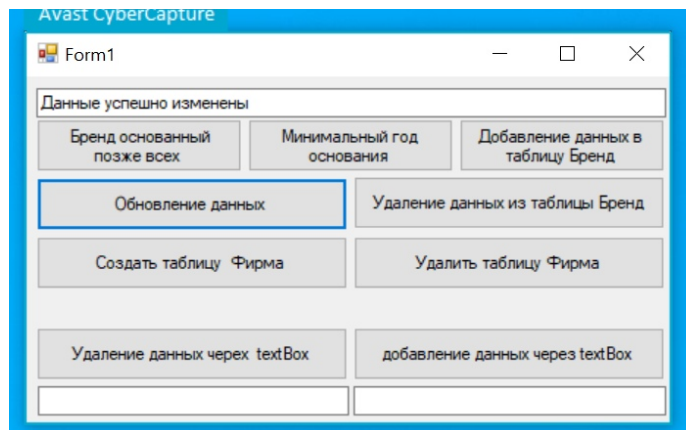 Avast CyberCapture
Form1
Данные успешно изменены
Бренд основанный
позже всех
Минимальный год
основания
Добавление данных в
таблицу Бренд
Обновление данных
Удаление данных из таблицы Бренд
Создать таблицу Фирма
Удалить таблицу Фирма
Удаление данных черех textBox
добавление данных через textBox